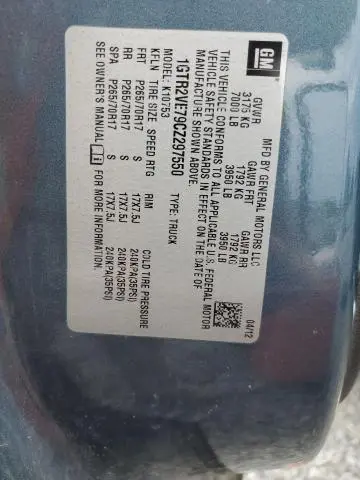 GM
MFD BY GENERAL MOTORS LLC
04/12
GVWR GAWR FRT GAWR RR
3175 KG 1792 KG 1792 KG
7000 LB 3950 LB 3950 LB
THIS VEHICLE CONFORMS TO ALL APPLICABLE U.S. FEDERAL MOTOR
VEHICLE SAFETY STANDARDS IN EFFECT ON THE DATE OF
MANUFACTURE SHOWN ABOVE.
1GTR2VE79CZ297550 TYPE: TRUCK
KFLN K10753
TIRE SIZE SPEED RTG RIM COLD TIRE PRESSURE
FRT P265/70R17 S 17X7.5J 240KPA(35PSI)
RR P265/70R17 S 17X7.5J 240KPA(35PSI)
SPA P265/70R17 S 17X7.5J 240KPA(35PSI)
SEE OWNER'S MANUAL